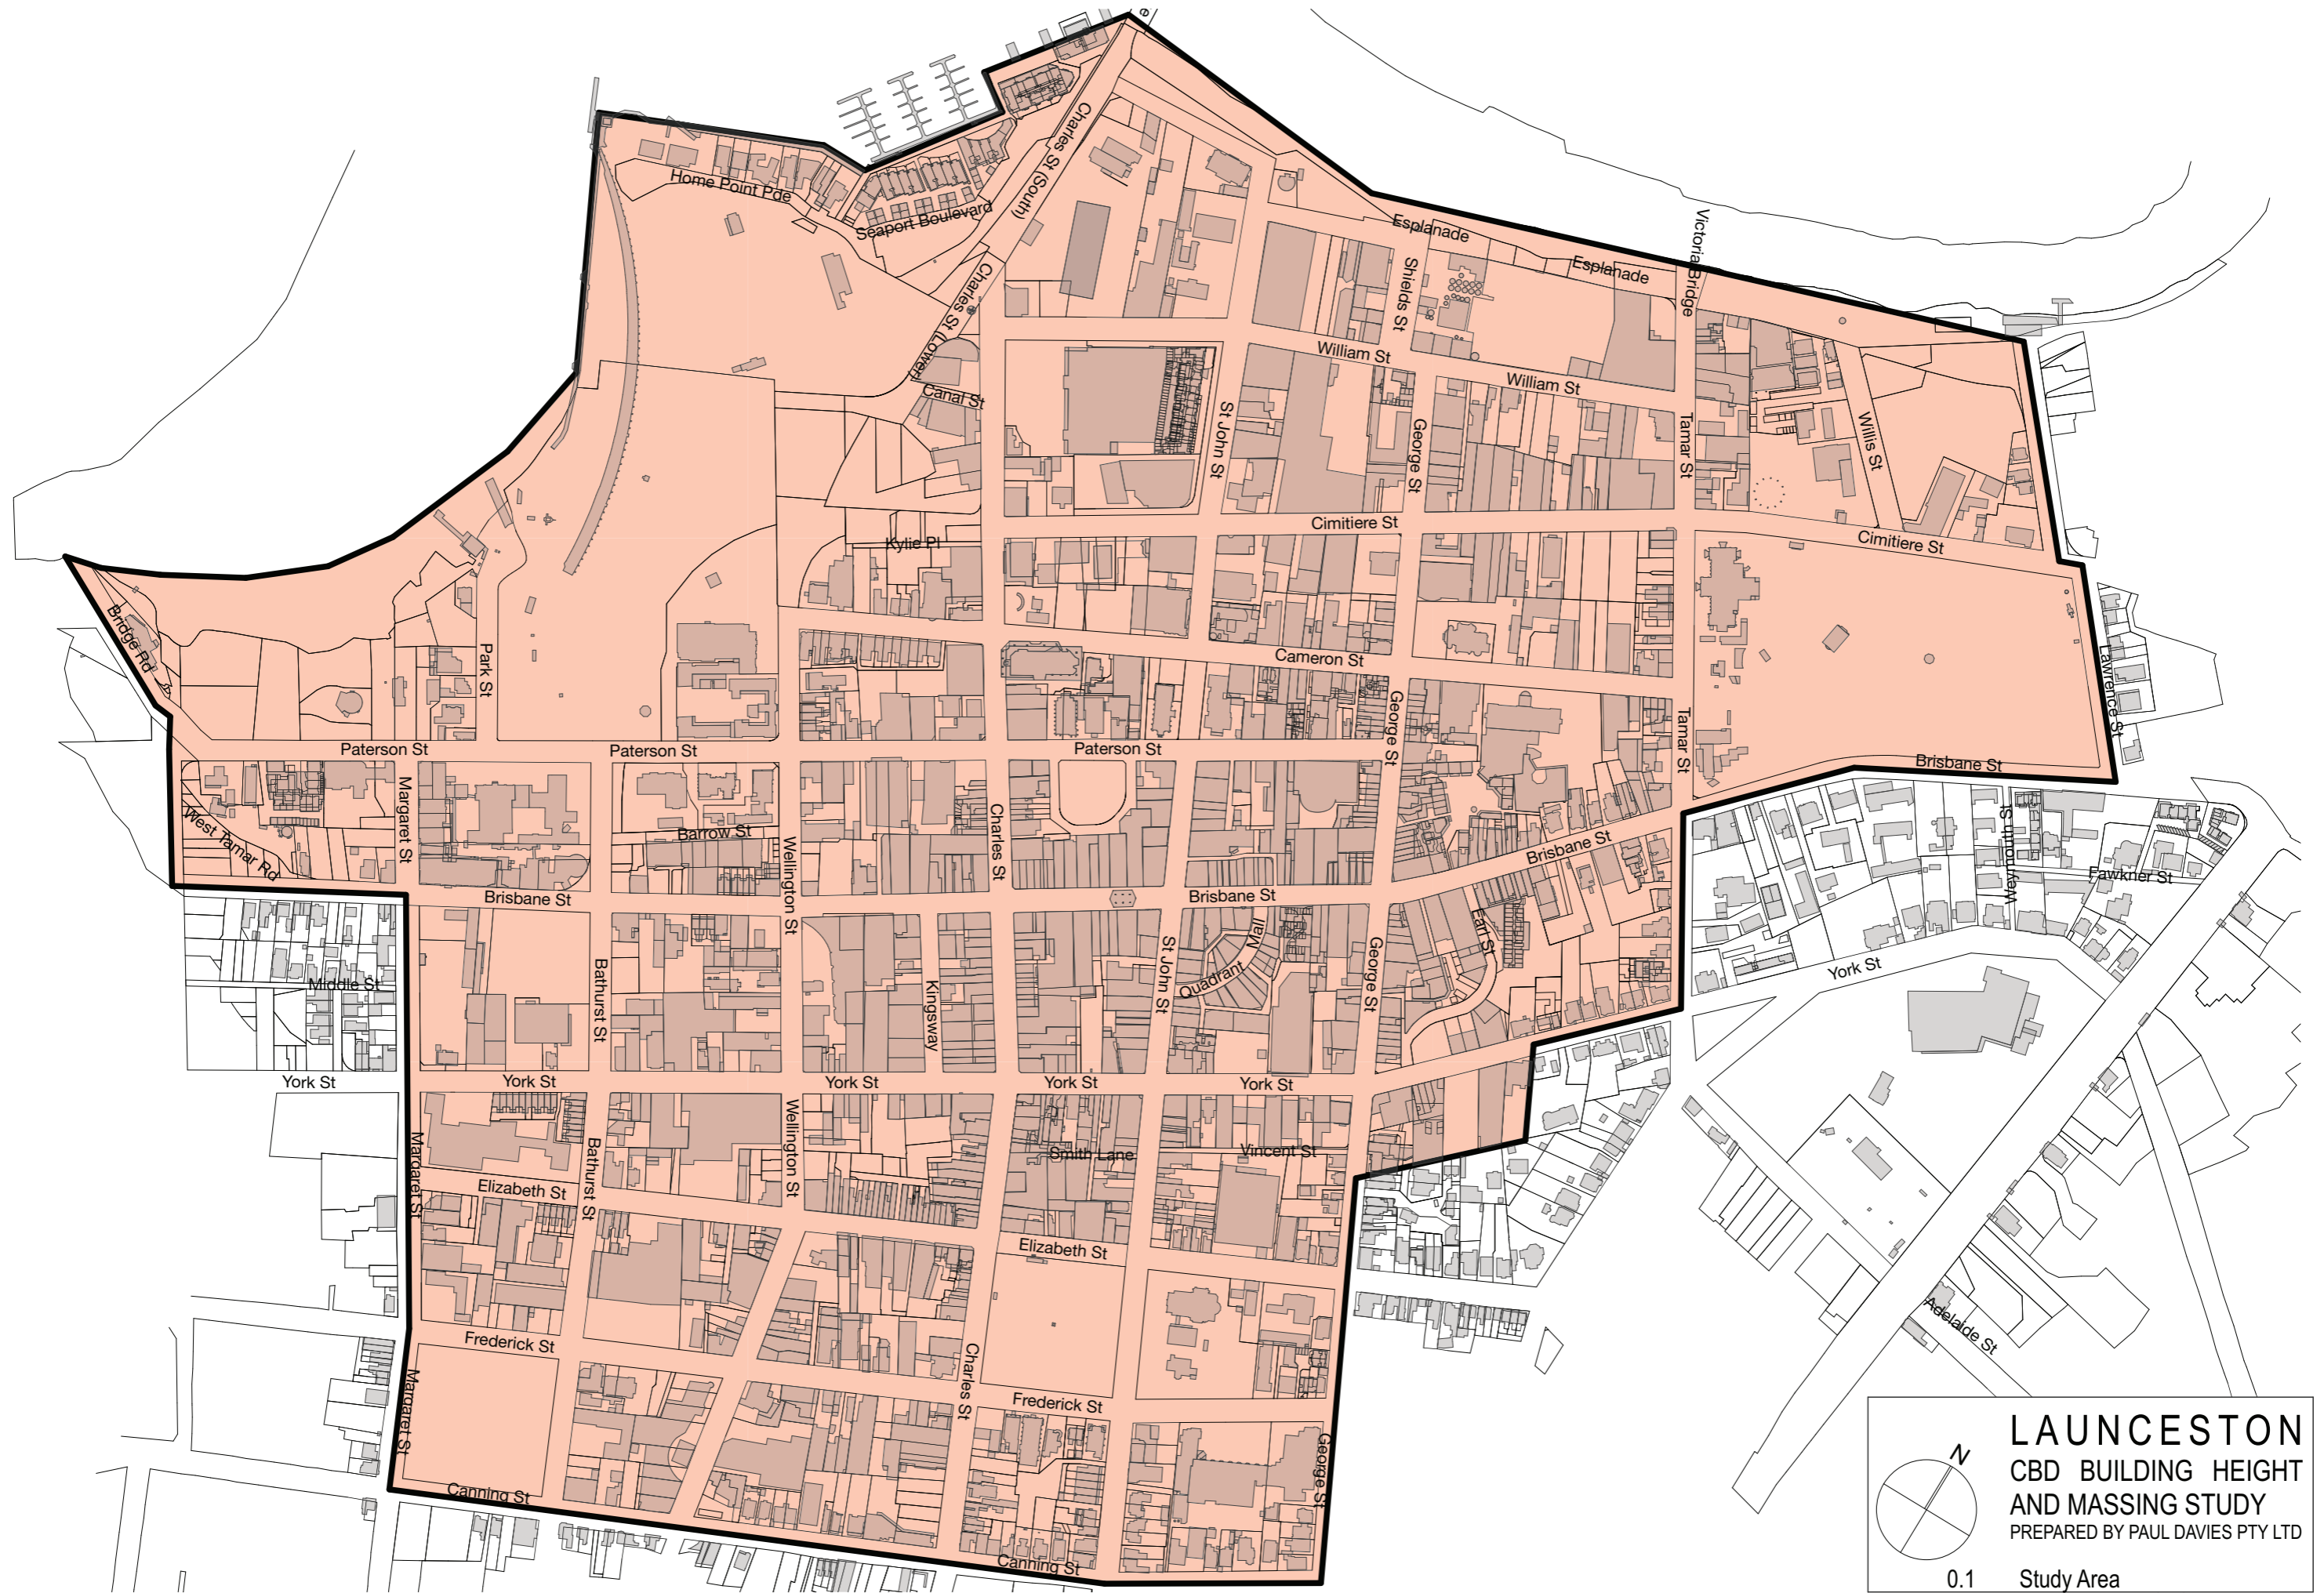 Charles St (South)
Home Point Pde
Seaport Boulevard
Esplanade
Esplanade
Victoria Bridge
Shields St
Charles St (Lower)
William St
William St
Canal St
St John St
George St
Tamar St
Willis St
Cimitiere St
Cimitiere St
Kylie Pl
Bridge Rd
Park St
Cameron St
Lawrence St
George St
Tamar St
Paterson St
Paterson St
Paterson St
Brisbane St
Margaret St
West Tamar Rd
Barrow St
Wellington St
Charles St
Brisbane St
Weymouth St
Fawkner St
Brisbane St
Brisbane St
Earl St
Quadrant
Mall
St John St
George St
Bathurst St
Kingsway
Middle St
York St
York St
York St
York St
York St
York St
Wellington St
Margaret St
Bathurst St
Smith Lane
Vincent St
Elizabeth St
Elizabeth St
Adelaide St
Frederick St
Charles St
Margaret St
Frederick St
George St
Canning St
Canning St
N
LAUNCESTON
CBD BUILDING HEIGHT
AND MASSING STUDY
PREPARED BY PAUL DAVIES PTY LTD
0.1 Study Area